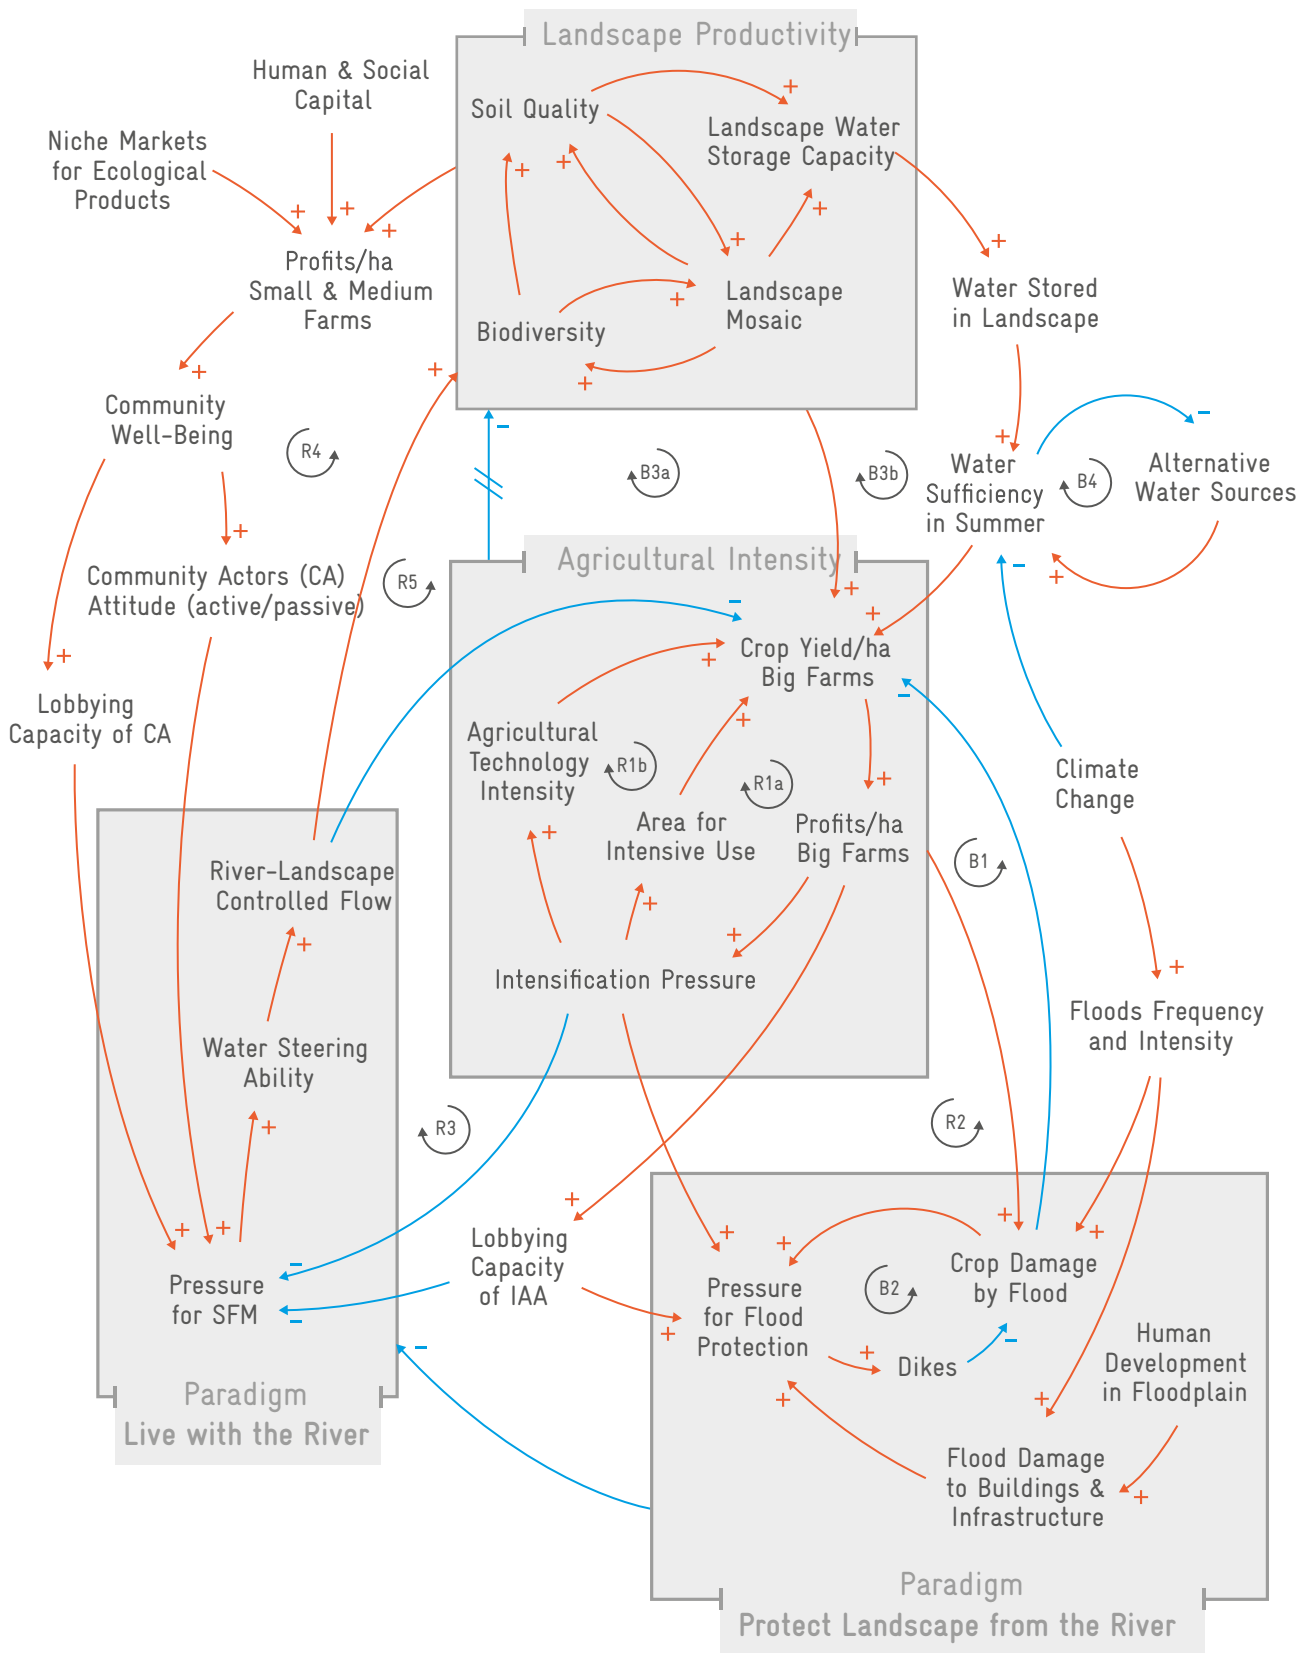 Landscape Productivity
Human & Social
Capital
Niche Markets
for Ecological
Products
Soil Quality
+
Landscape Water
Storage Capacity
+
+
+
+
+
+
+
+
+
+
Profits/ha
Small & Medium
Farms
Landscape
Mosaic
Biodiversity
+
+
Water Stored
in Landscape
+
+
Community
Well-Being
-
-
+
R4
B3a
B3b
B4
Water
Sufficiency
in Summer
Alternative
Water Sources
+
Community Actors (CA)
Attitude (active/passive)
R5
Agricultural Intensity
-
+
-
+
+
+
Crop Yield/ha
Big Farms
+
-
+
Lobbying
Capacity of CA
Agricultural
Technology
Intensity
R1b
R1a
+
+
Area for
Intensive Use
Profits/ha
Big Farms
Climate
Change
B1
River-Landscape
Controlled Flow
+
+
+
+
Intensification Pressure
Floods Frequency
and Intensity
Water Steering
Ability
+
R3
R2
+
+
+
+
+
+
+
-
Lobbying
Capacity
of IAA
Pressure
for SFM
-
-
+
Pressure
for Flood
Protection
B2
Crop Damage
by Flood
+
-
Dikes
Human
Development
in Floodplain
+
+
Flood Damage
to Buildings &
Infrastructure
+
Paradigm
Live with the River
Paradigm
Protect Landscape from the River